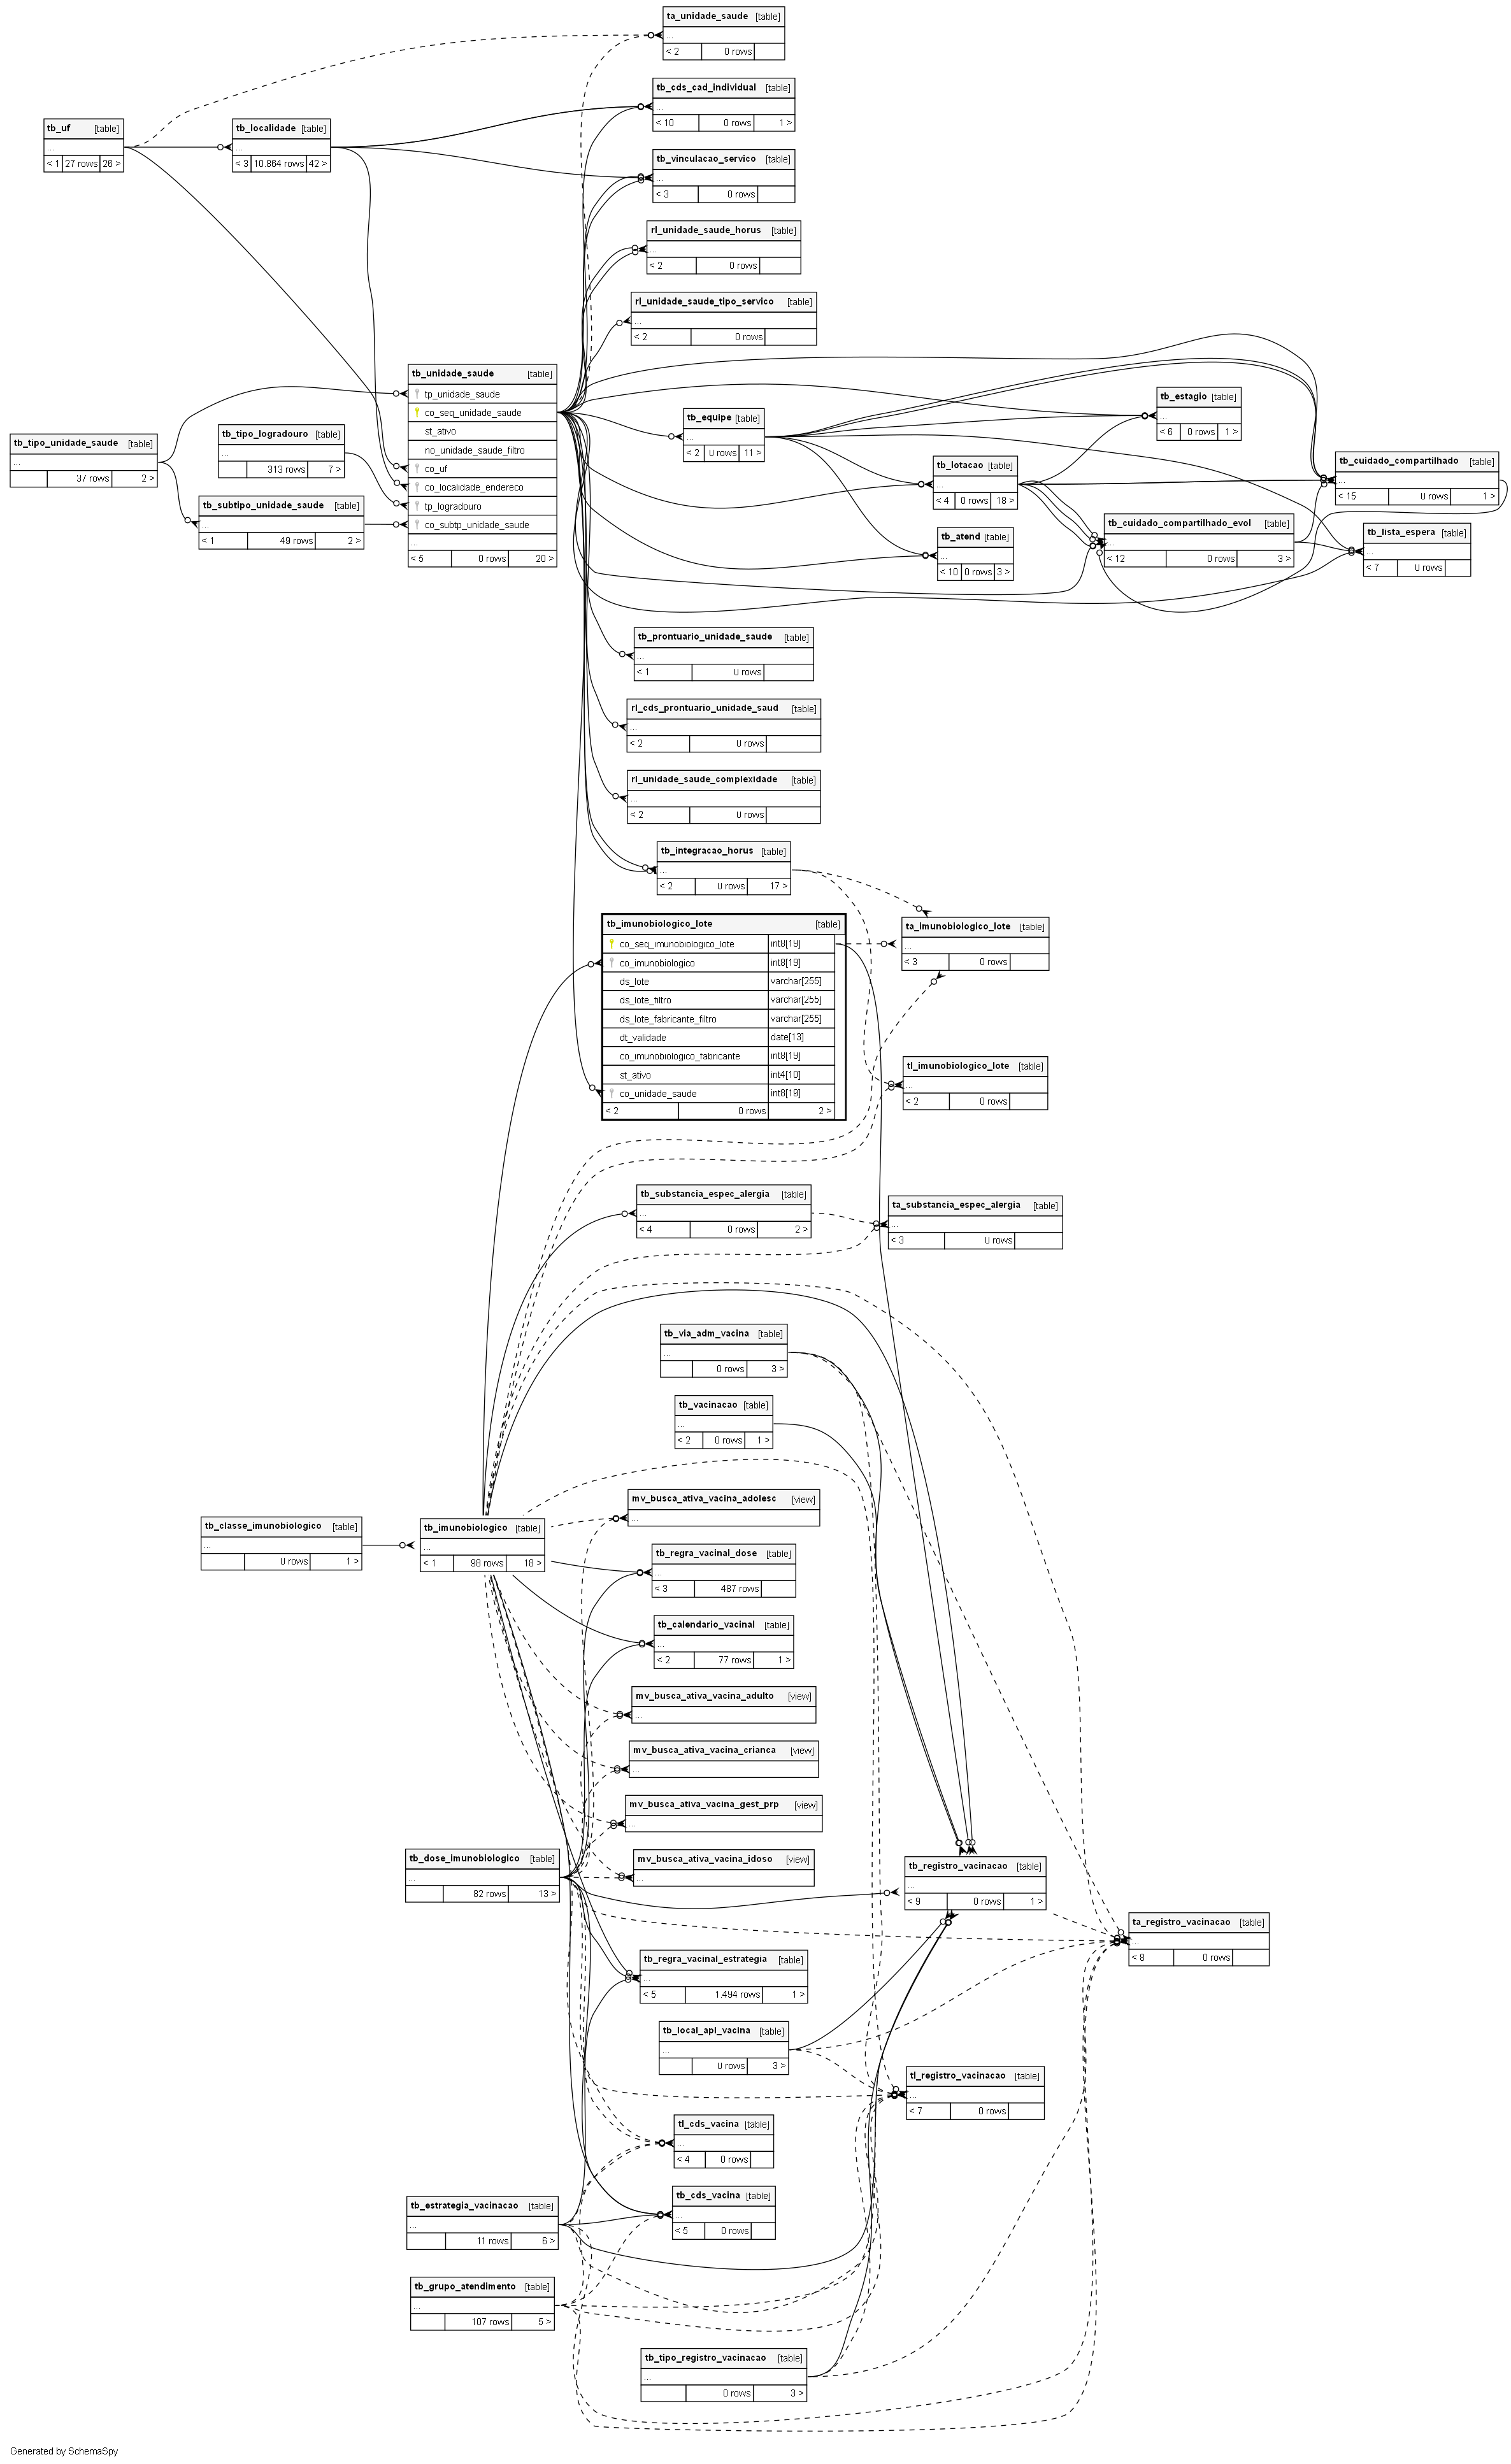 ta_unidade_saude [table]
...
< 2 0 rows
tb_cds_cad_individual [table]
...
< 10 0 rows 1 >
tb_uf [table]
...
< 1 27 rows 26 >
tb_localidade [table]
...
< 3 10.864 rows 42 >
tb_vinculacao_servico [table]
...
< 3 0 rows
rl_unidade_saude_horus [table]
...
< 2 0 rows
rl_unidade_saude_tipo_servico [table]
...
< 2 0 rows
tb_unidade_saude [table]
tp_unidade_saude
co_seq_unidade_saude
st_ativo
no_unidade_saude_filtro
co_uf
co_localidade_endereco
tp_logradouro
co_subtp_unidade_saude
...
< 5 0 rows 20 >
tb_tipo_unidade_saude [table]
...
37 rows 2 >
tb_tipo_logradouro [table]
...
313 rows 7 >
tb_subtipo_unidade_saude [table]
...
< 1 49 rows 2 >
tb_equipe [table]
...
< 2 0 rows 11 >
tb_estagio [table]
...
< 6 0 rows 1 >
tb_lotacao [table]
...
< 4 0 rows 18 >
tb_cuidado_compartilhado [table]
...
< 15 0 rows 1 >
tb_cuidado_compartilhado_evol [table]
...
< 12 0 rows 3 >
tb_atend [table]
...
< 10 0 rows 3 >
tb_lista_espera [table]
...
< 7 0 rows
tb_prontuario_unidade_saude [table]
...
< 1 0 rows
rl_cds_prontuario_unidade_saud [table]
...
< 2 0 rows
rl_unidade_saude_complexidade [table]
...
< 2 0 rows
tb_integracao_horus [table]
...
< 2 0 rows 17 >
tb_imunobiologico_lote [table]
co_seq_imunobiologico_lote int8[19]
co_imunobiologico int8[19]
ds_lote varchar[255]
ds_lote_filtro varchar[255]
ds_lote_fabricante_filtro varchar[255]
dt_validade date[13]
co_imunobiologico_fabricante int8[19]
st_ativo int4[10]
co_unidade_saude int8[19]
< 2 0 rows 2 >
ta_imunobiologico_lote [table]
...
< 3 0 rows
tl_imunobiologico_lote [table]
...
< 2 0 rows
tb_substancia_espec_alergia [table]
...
< 4 0 rows 2 >
ta_substancia_espec_alergia [table]
...
< 3 0 rows
tb_via_adm_vacina [table]
...
0 rows 3 >
tb_vacinacao [table]
...
< 2 0 rows 1 >
tb_classe_imunobiologico [table]
...
0 rows 1 >
tb_imunobiologico [table]
...
< 1 98 rows 18 >
mv_busca_ativa_vacina_adolesc [view]
...
tb_regra_vacinal_dose [table]
...
< 3 487 rows
tb_calendario_vacinal [table]
...
< 2 77 rows 1 >
mv_busca_ativa_vacina_adulto [view]
...
mv_busca_ativa_vacina_crianca [view]
...
mv_busca_ativa_vacina_gest_prp [view]
...
mv_busca_ativa_vacina_idoso [view]
...
tb_dose_imunobiologico [table]
...
82 rows 13 >
tb_registro_vacinacao [table]
...
< 9 0 rows 1 >
ta_registro_vacinacao [table]
...
< 8 0 rows
tb_regra_vacinal_estrategia [table]
...
< 5 1.494 rows 1 >
tb_local_apl_vacina [table]
...
0 rows 3 >
tl_registro_vacinacao [table]
...
< 7 0 rows
tl_cds_vacina [table]
...
< 4 0 rows
tb_cds_vacina [table]
...
< 5 0 rows
tb_estrategia_vacinacao [table]
...
11 rows 6 >
tb_grupo_atendimento [table]
...
107 rows 5 >
tb_tipo_registro_vacinacao [table]
...
0 rows 3 >
Generated by SchemaSpy